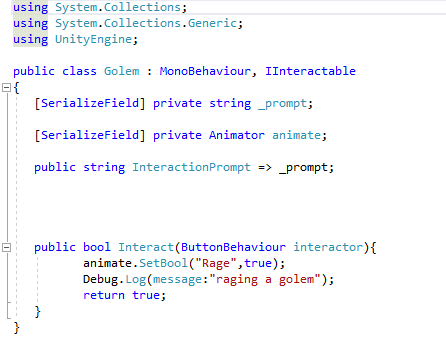 using System.Collections;
using System.Collections.Generic;
using UnityEngine;
public class Golem : MonoBehaviour, IInteractable
{
[SerializeField] private string _prompt;
[SerializeField] private Animator animate;
public string InteractionPrompt => _prompt;
public bool Interact(ButtonBehaviour interactor){
animate.SetBool("Rage",true);
Debug.Log(message:"raging a golem");
return true;
}
}